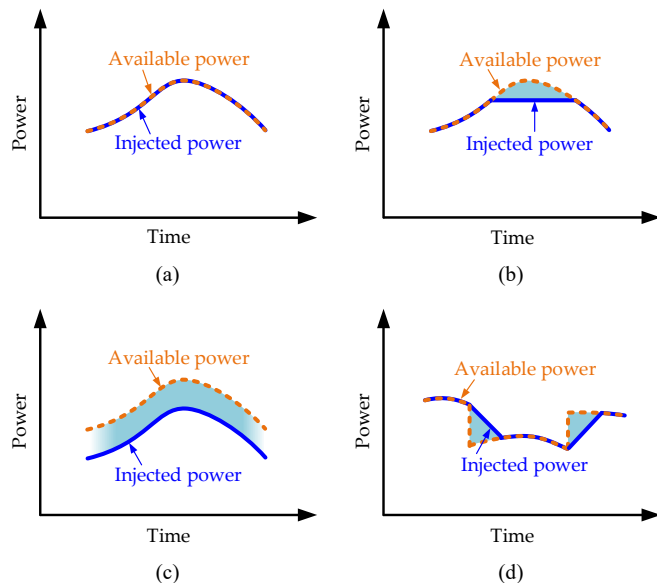 Available power
Injected power
Power
Time
(a)
Available power
Injected power
Power
Time
(b)
Available power
Injected power
Power
Time
(c)
Available power
Injected power
Power
Time
(d)